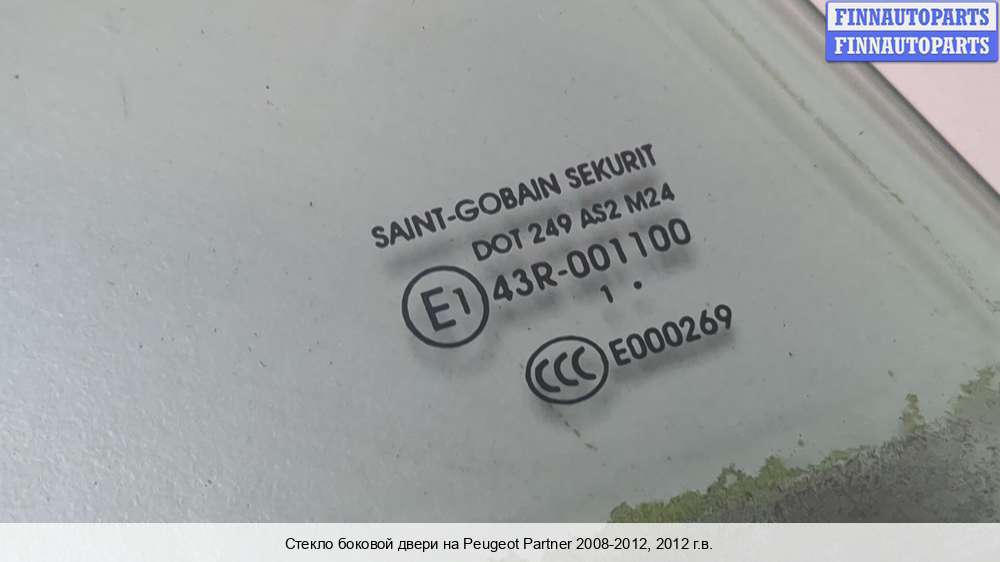 FINNAUTOPARTS
FINNAUTOPARTS
SAINT-GOBAIN SEKURIT
DOT 249 AS2 M24
E1 43R-001100
1 •
CCC E000269
Стекло боковой двери на Peugeot Partner 2008-2012, 2012 г.в.